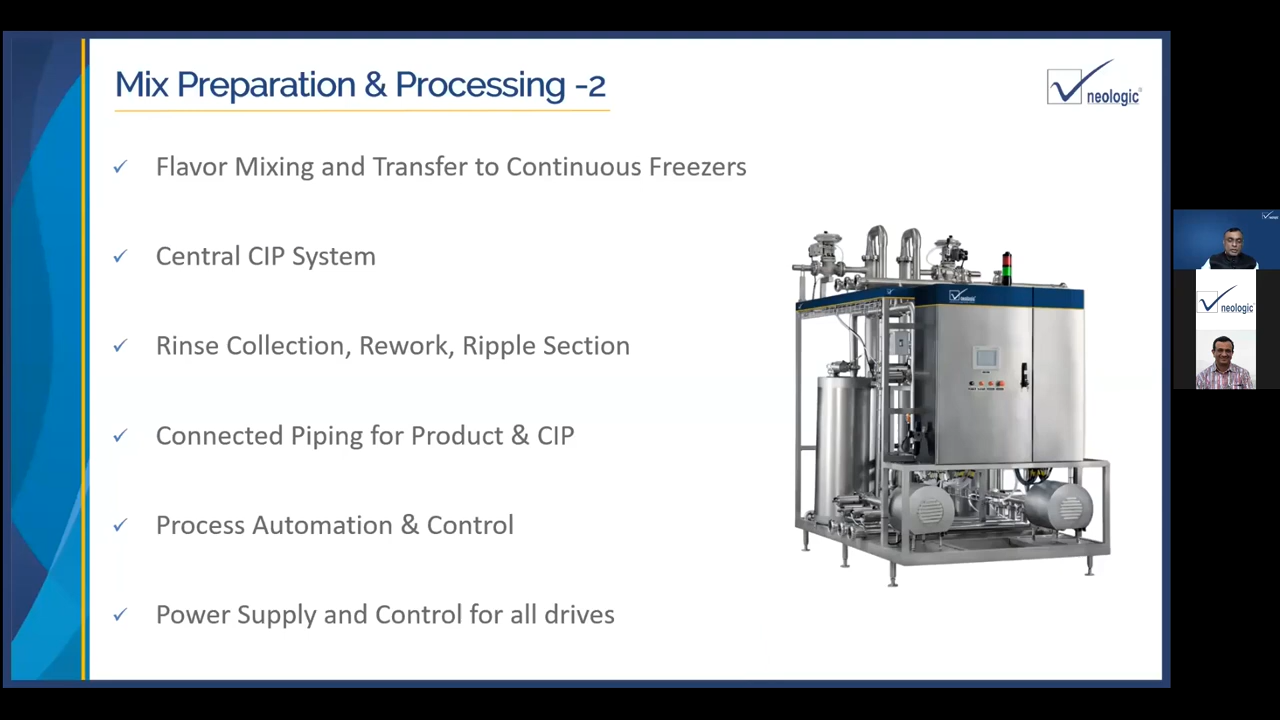 Mix Preparation & Processing -2
neologic
✓ Flavor Mixing and Transfer to Continuous Freezers
✓ Central CIP System
✓ Rinse Collection, Rework, Ripple Section
✓ Connected Piping for Product & CIP
✓ Process Automation & Control
✓ Power Supply and Control for all drives
neologic
neologic